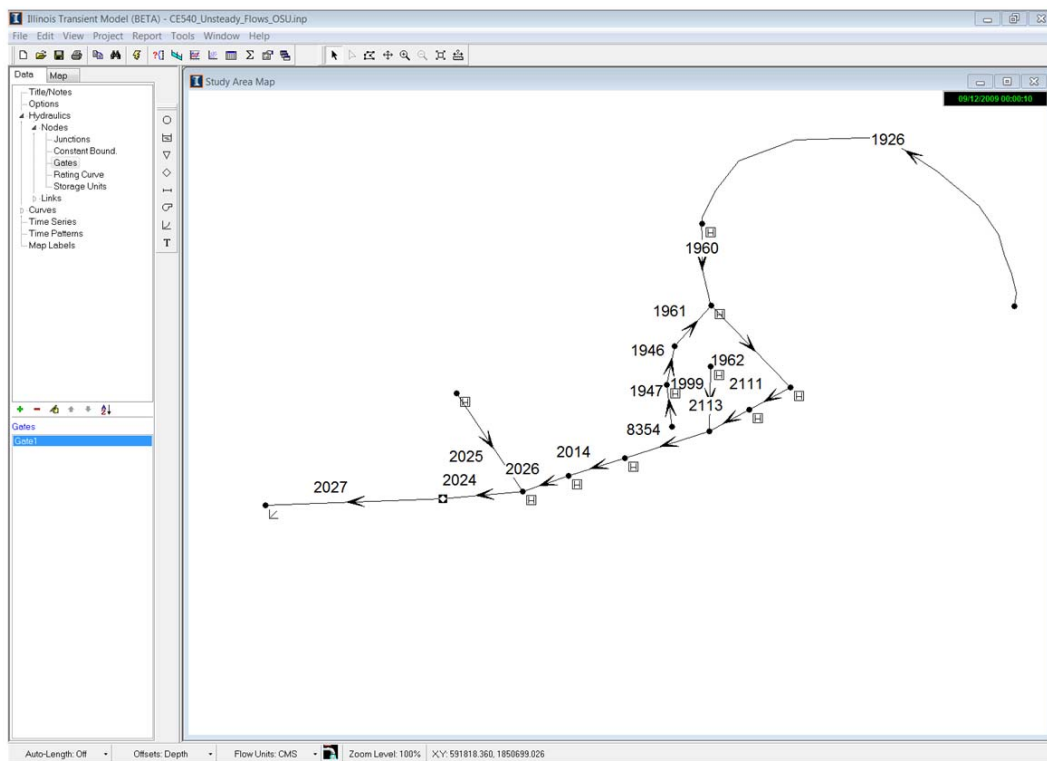 Illinois Transient Model (BETA) - CE540_Unsteady_Flows_OSU.inp
File Edit View Project Report Tools Window Help
Data Map
Title/Notes
Options
Hydraulics
Nodes
Junctions
Constant Bound.
Gates
Rating Curve
Storage Units
Links
Curves
Time Series
Time Patterns
Map Labels
T
Gates
Gate1
Study Area Map
09/12/2009 00:00:10
1926
1960
1961
1946
1962
1947
1999
2111
2113
8354
2014
2025
2026
2024
2027
Auto-Length: Off Offsets: Depth Flow Units: CMS Zoom Level: 100% X,Y: 591818.360, 1850699.026